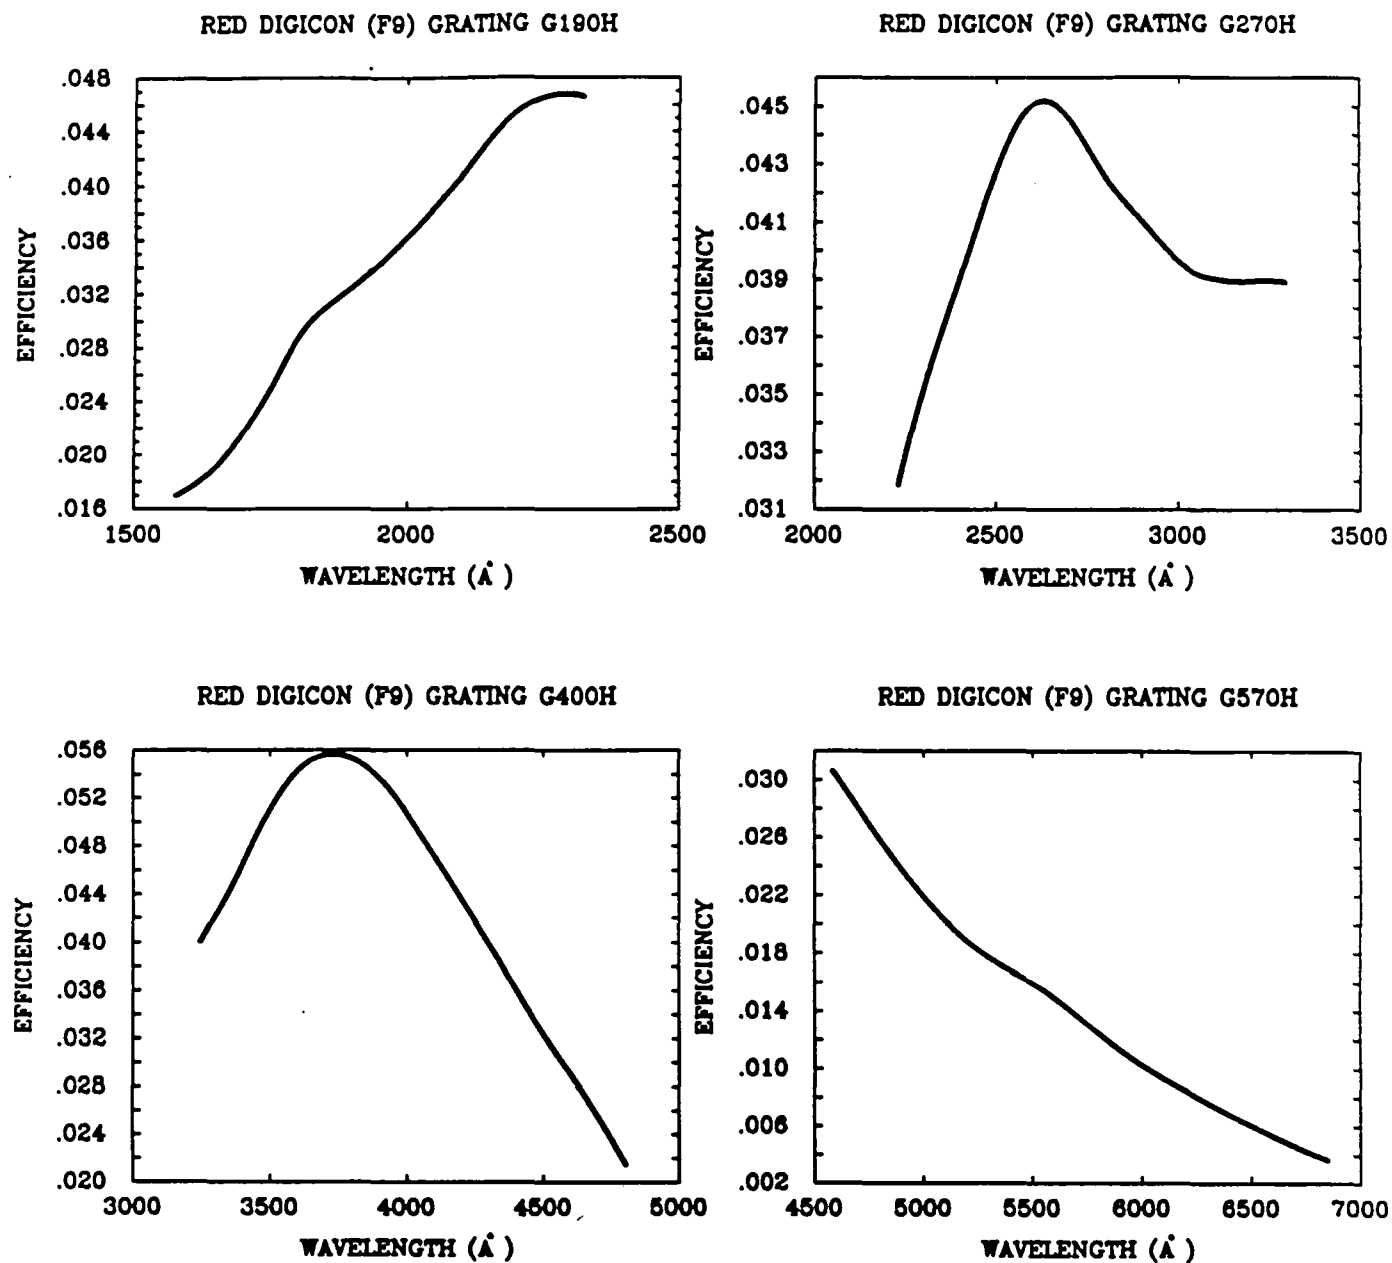 RED DIGICON (F9) GRATING G190H
.048
.044
.040
.036
.032
.028
.024
.020
.016
EFFICIENCY
1500 2000 2500
WAVELENGTH (Å)
RED DIGICON (F9) GRATING G270H
.045
.043
.041
.039
.037
.035
.033
.031
EFFICIENCY
2000 2500 3000 3500
WAVELENGTH (Å)
RED DIGICON (F9) GRATING G400H
.056
.052
.048
.044
.040
.036
.032
.028
.024
.020
EFFICIENCY
3000 3500 4000 4500 5000
WAVELENGTH (Å)
RED DIGICON (F9) GRATING G570H
.030
.026
.022
.018
.014
.010
.006
.002
EFFICIENCY
4500 5000 5500 6000 6500 7000
WAVELENGTH (Å)